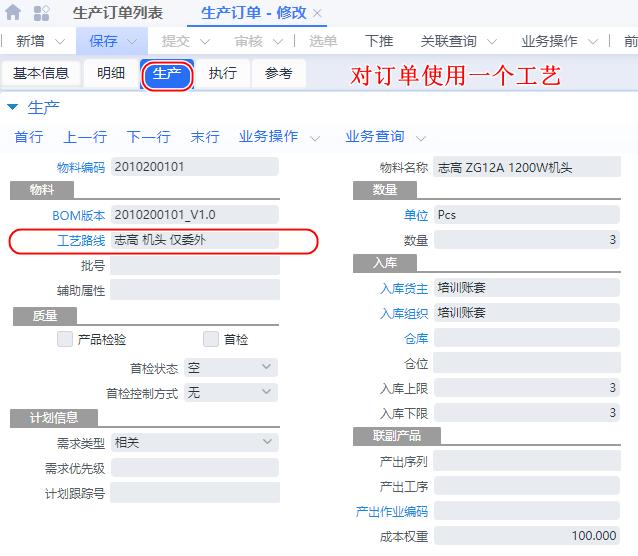 生产订单列表 生产订单 - 修改
新增 保存 提交 审核 选单 下推 关联查询 业务操作 前
基本信息 明细 生产 执行 参考 对订单使用一个工艺
生产
首行 上一行 下一行 末行 业务操作 业务查询
物料编码 2010200101 物料名称 志高 ZG12A 1200W机头
物料 数量
BOM版本 2010200101_V1.0 单位 Pcs
工艺路线 志高 机头 仅委外 数量 3
批号 入库
辅助属性 入库货主 培训账套
质量 入库组织 培训账套
产品检验 首检 仓库
首检状态 空 仓位
首检控制方式 无 入库上限 3
计划信息 入库下限 3
需求类型 相关 联副产品
需求优先级 产出序列
计划跟踪号 产出工序
产出作业编码
成本权重 100.000